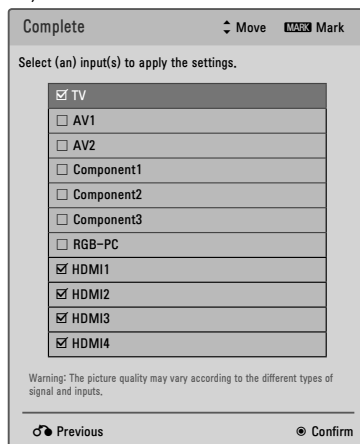 Complete Move MARK Mark
Select (an) input(s) to apply the settings.
TV
AV1
AV2
Component1
Component2
Component3
RGB-PC
HDMI1
HDMI2
HDMI3
HDMI4
Warning: The picture quality may vary according to the different types of
signal and inputs.
Previous Confirm